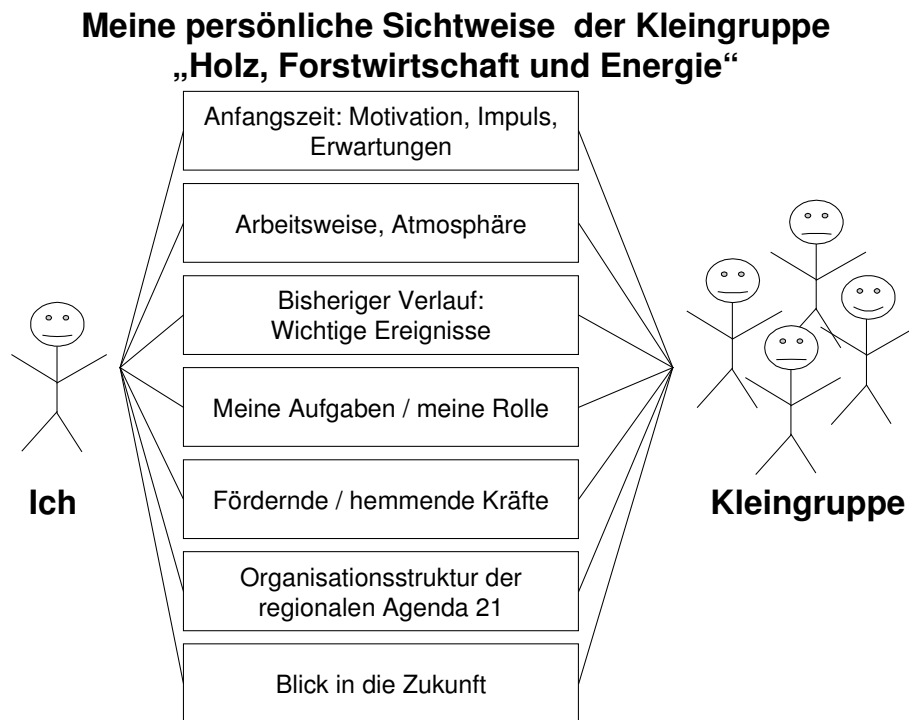 Meine persönliche Sichtweise der Kleingruppe
„Holz, Forstwirtschaft und Energie“
Anfangszeit: Motivation, Impuls,
Erwartungen
Arbeitsweise, Atmosphäre
Bisheriger Verlauf:
Wichtige Ereignisse
Meine Aufgaben / meine Rolle
Fördernde / hemmende Kräfte
Ich
Kleingruppe
Organisationsstruktur der
regionalen Agenda 21
Blick in die Zukunft